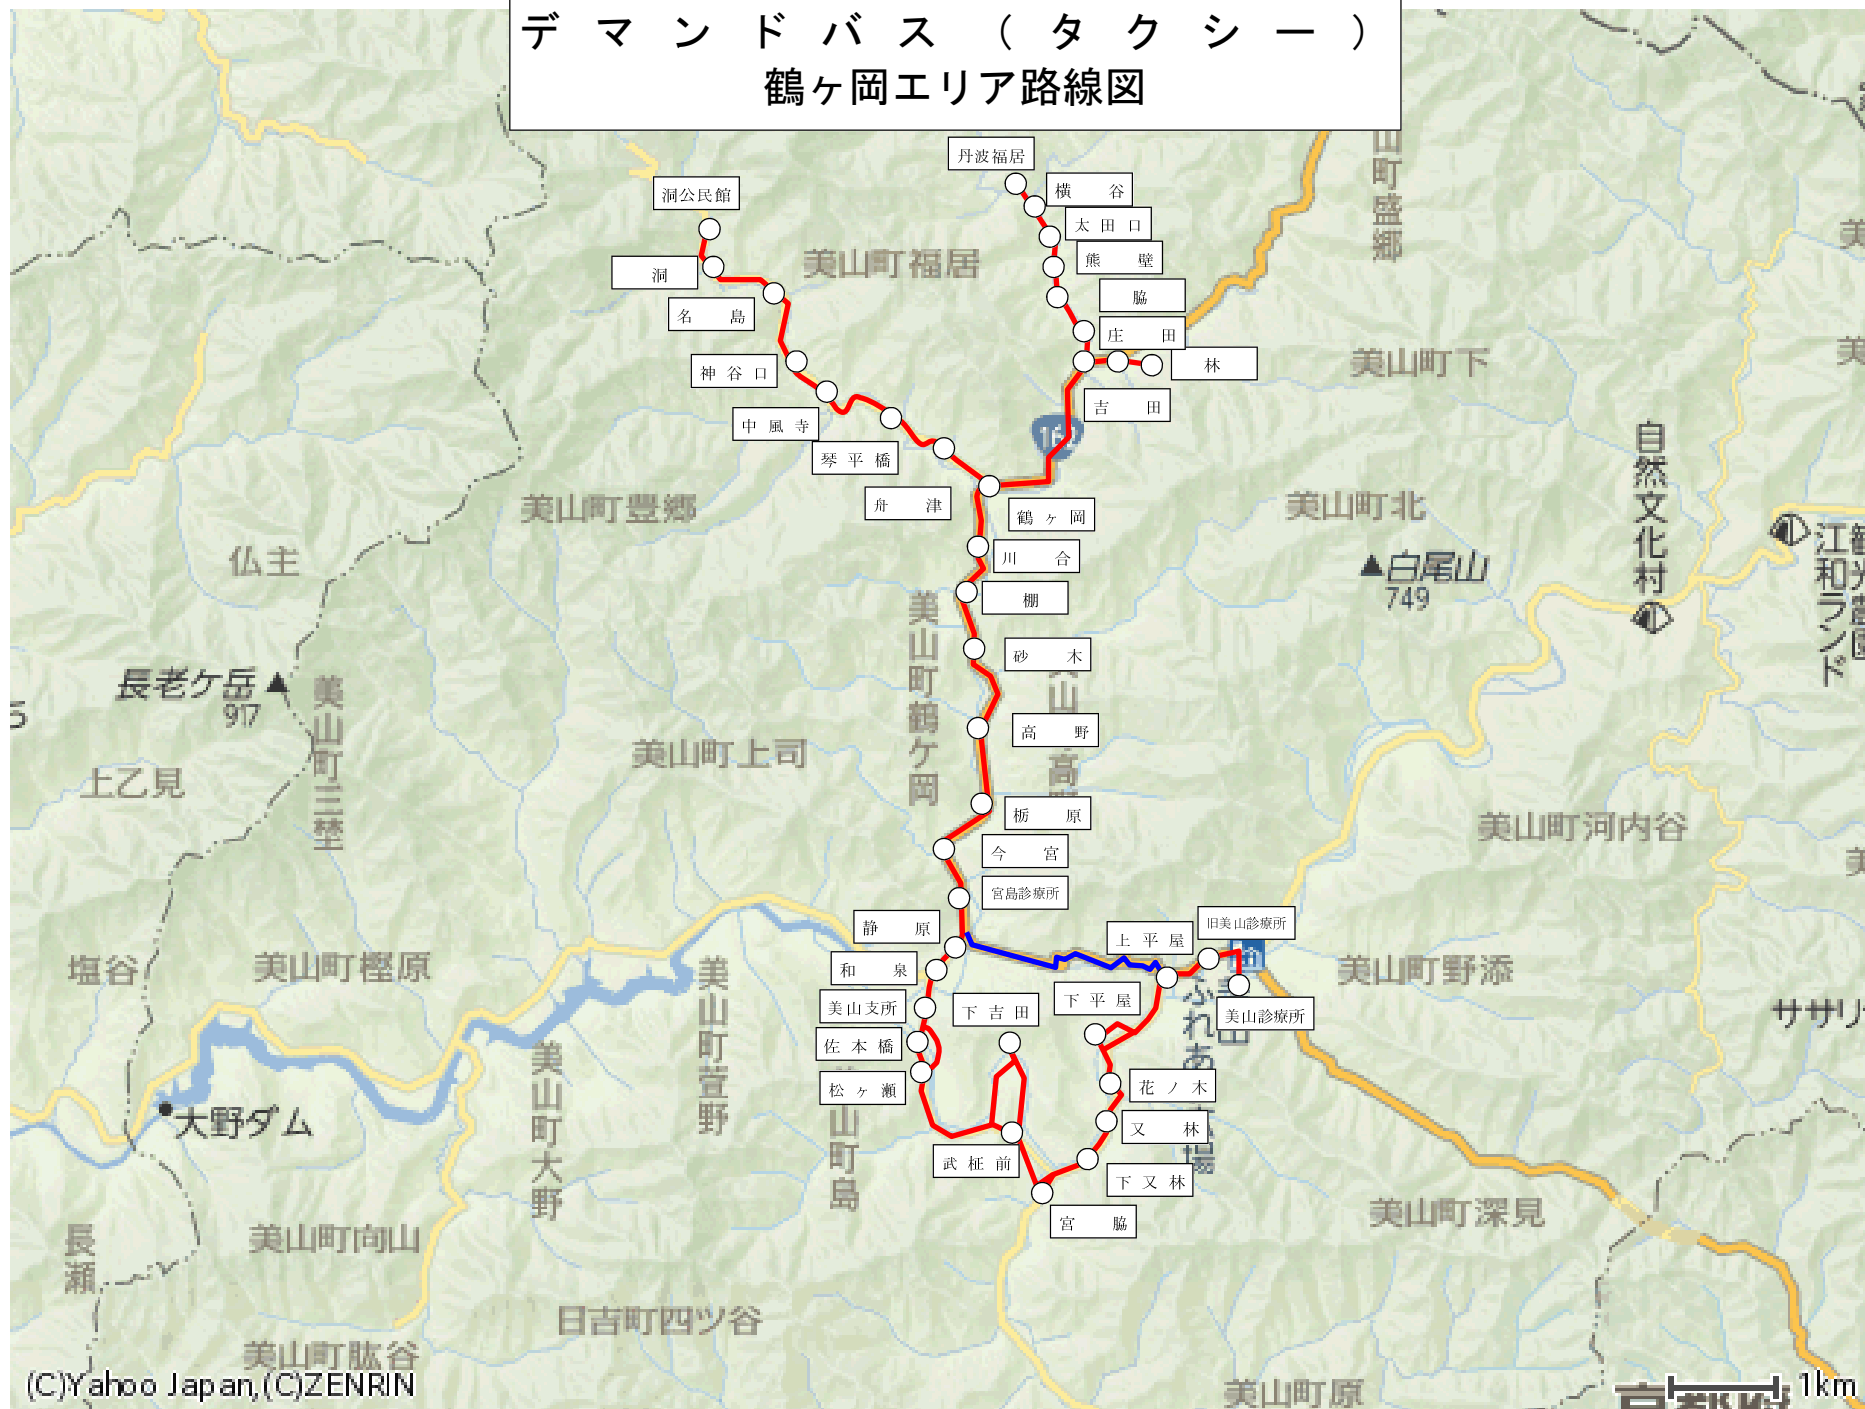 デマンドバス（タクシー）
鶴ヶ岡エリア路線図
丹波福居
横谷
洞公民館
太田口
熊壁
洞
脇
名島
庄田
林
神谷口
吉田
中風寺
琴平橋
舟津
鶴ヶ岡
川合
棚
砂木
高野
栃原
今宮
宮島診療所
静原
上平屋
旧美山診療所
和泉
美山支所
下吉田
下平屋
美山診療所
佐本橋
松ヶ瀬
花ノ木
又林
武柾前
下又林
宮脇
美山町福居
美山町下
美山町豊郷
美山町北
自然文化村
江和ランド
仏主
白尾山
749
長老ケ岳
917
美山町鶴ケ岡
美山町三埜
美山町上司
上乙見
美山町河内谷
塩谷
美山町樫原
美山町萱野
美山町野添
美山町大野
大野ダム
美山町深見
美山町向山
長瀬
日吉町四ツ谷
美山町肱谷
美山町原
(C)Yahoo Japan,(C)ZENRIN
1km